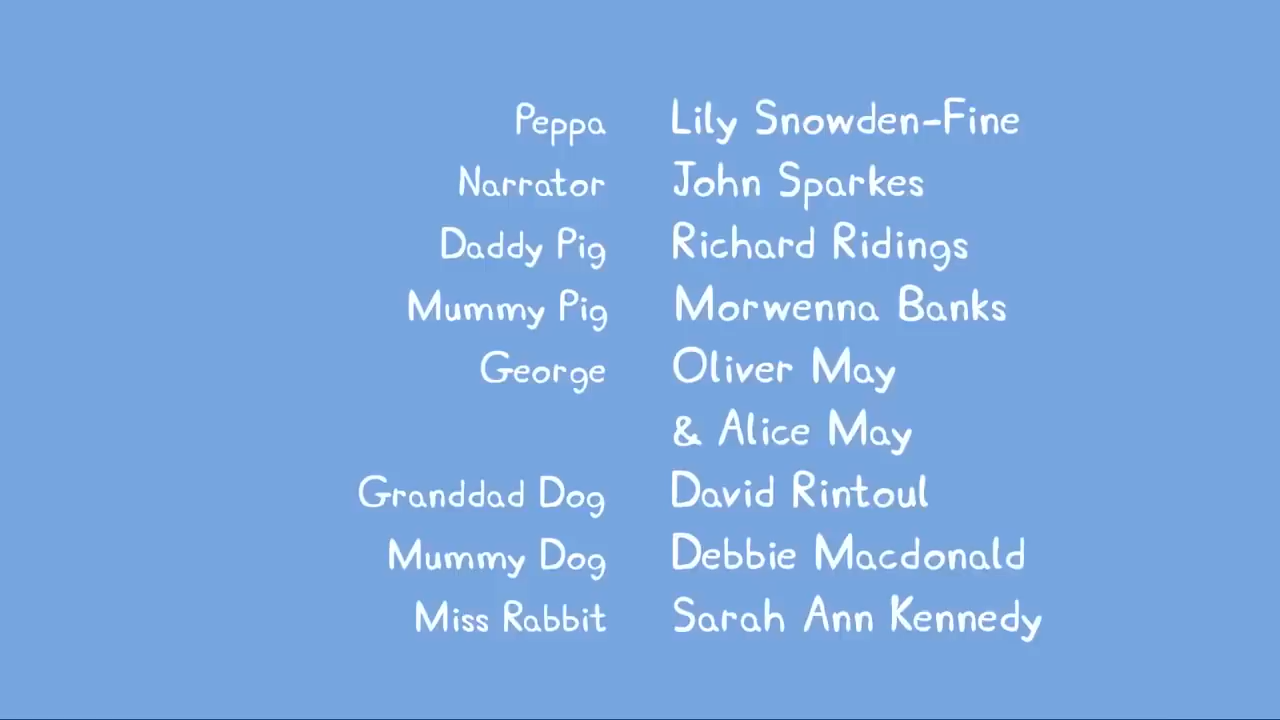 Peppa Lily Snowden-Fine
Narrator John Sparkes
Daddy Pig Richard Ridings
Mummy Pig Morwenna Banks
George Oliver May
& Alice May
Granddad Dog David Rintoul
Mummy Dog Debbie Macdonald
Miss Rabbit Sarah Ann Kennedy